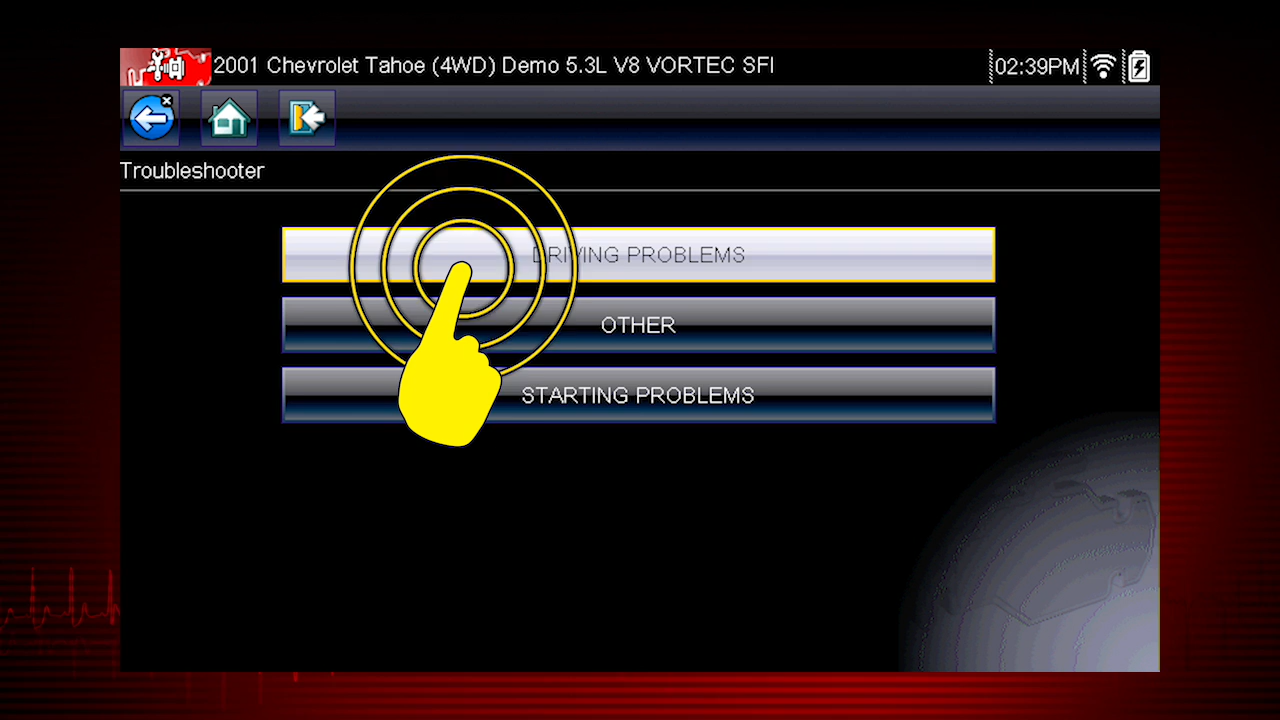 2001 Chevrolet Tahoe (4WD) Demo 5.3L V8 VORTEC SFI
02:39PM
Troubleshooter
DRIVING PROBLEMS
OTHER
STARTING PROBLEMS